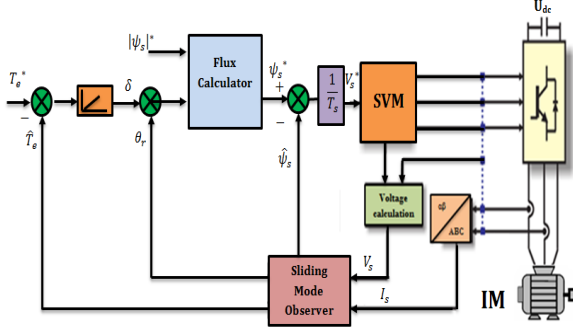 U_dc
|ψ_s|^*
Flux
Calculator
ψ_s^*
+
−
1
T_s
V_s^*
SVM
T_e^*
−
T̂_e
δ
θ_r
ψ̂_s
Voltage
calculation
αβ
ABC
V_s
I_s
Sliding
Mode
Observer
IM